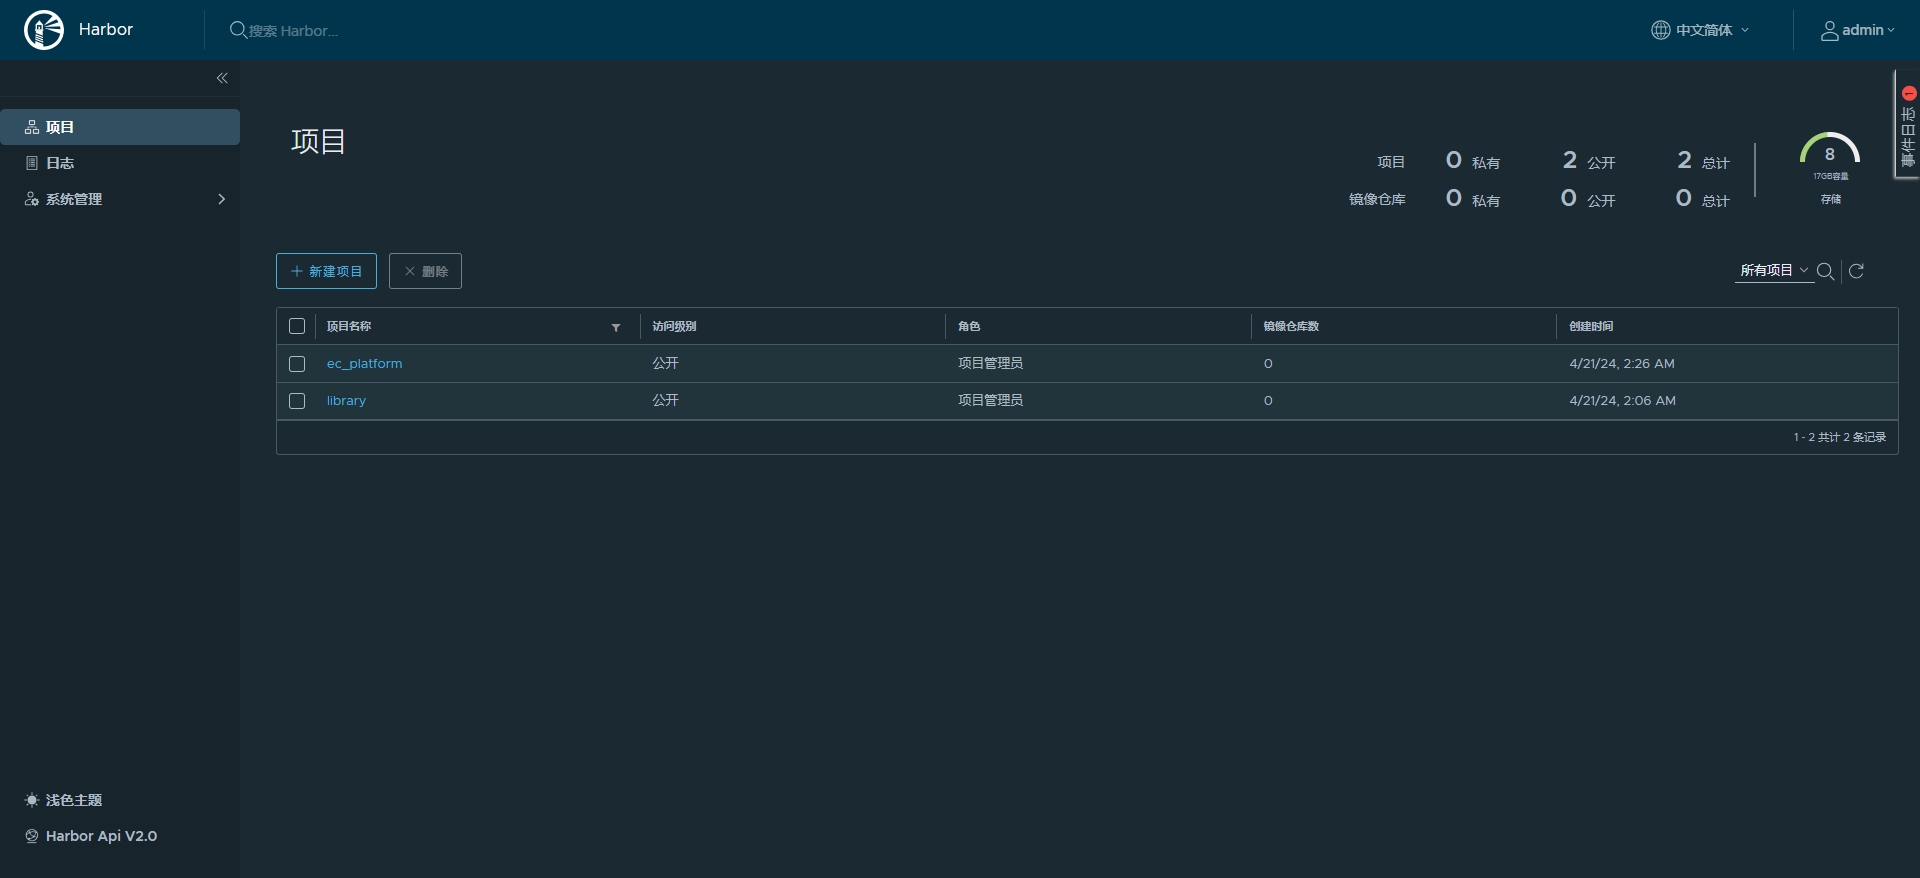 Harbor
搜索 Harbor...
中文简体
admin
项目
日志
系统管理
浅色主题
Harbor Api V2.0
项目
项目 0 私有 2 公开 2 总计
镜像仓库 0 私有 0 公开 0 总计
8
17GB容量
存储
1 事件日志
新建项目 删除
所有项目
项目名称 访问级别 角色 镜像仓库数 创建时间
ec_platform 公开 项目管理员 0 4/21/24, 2:26 AM
library 公开 项目管理员 0 4/21/24, 2:06 AM
1 - 2 共计 2 条记录